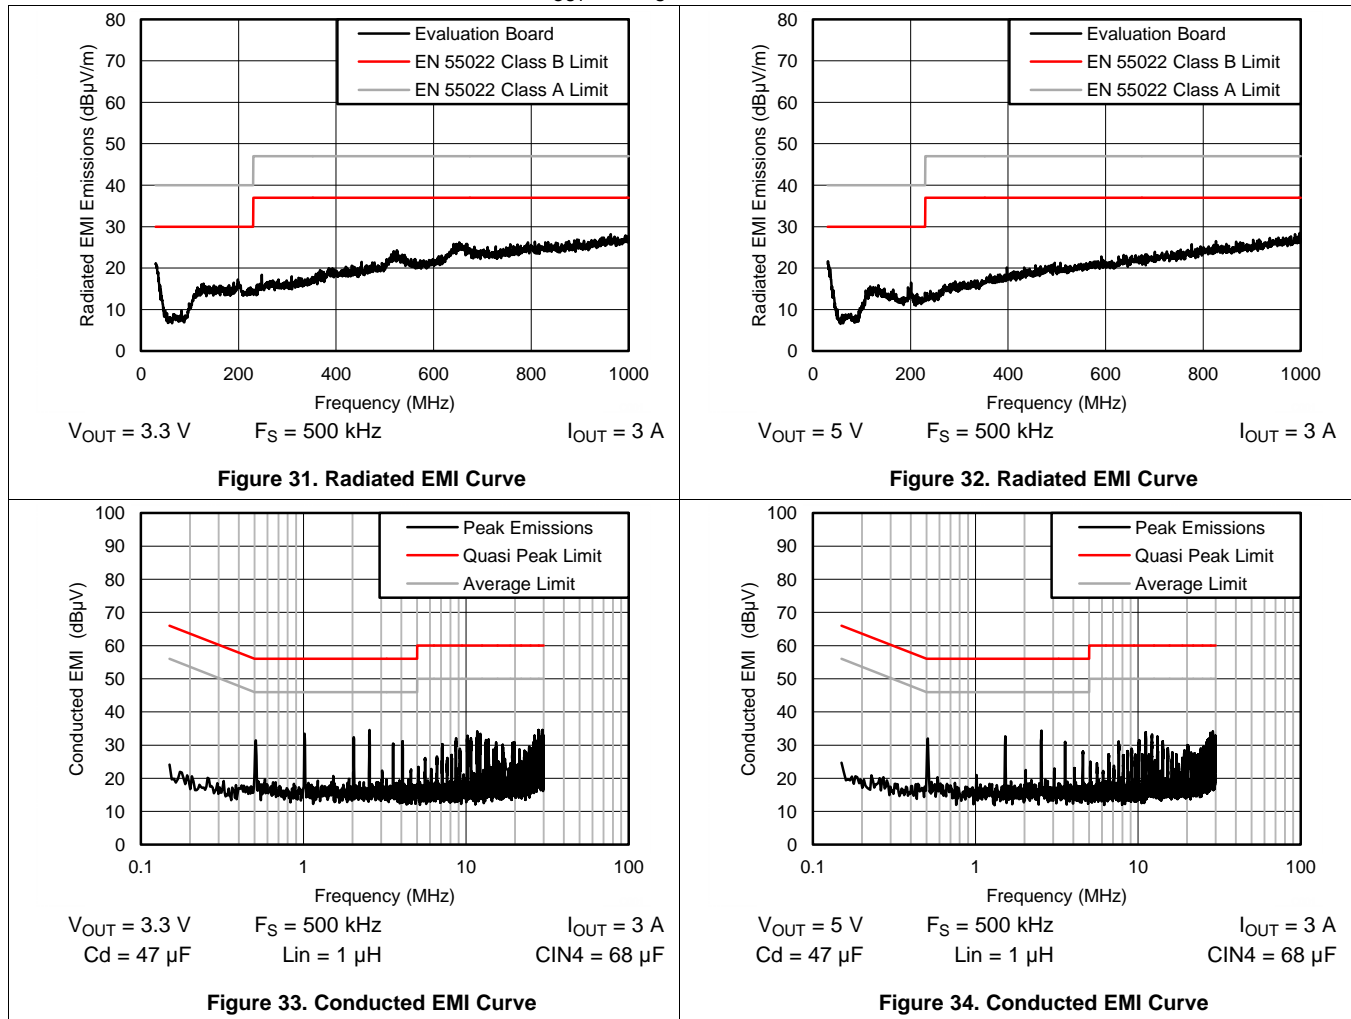 80
70
60
50
40
30
20
10
0
Radiated EMI Emissions (dBµV/m)
Evaluation Board
EN 55022 Class B Limit
EN 55022 Class A Limit
0 200 400 600 800 1000
Frequency (MHz)
VOUT = 3.3 V FS = 500 kHz IOUT = 3 A
Figure 31. Radiated EMI Curve
80
70
60
50
40
30
20
10
0
Radiated EMI Emissions (dBµV/m)
Evaluation Board
EN 55022 Class B Limit
EN 55022 Class A Limit
0 200 400 600 800 1000
Frequency (MHz)
VOUT = 5 V FS = 500 kHz IOUT = 3 A
Figure 32. Radiated EMI Curve
100
90
80
70
60
50
40
30
20
10
0
Conducted EMI (dBµV)
Peak Emissions
Quasi Peak Limit
Average Limit
0.1 1 10 100
Frequency (MHz)
VOUT = 3.3 V FS = 500 kHz IOUT = 3 A
Cd = 47 µF Lin = 1 µH CIN4 = 68 µF
Figure 33. Conducted EMI Curve
100
90
80
70
60
50
40
30
20
10
0
Conducted EMI (dBµV)
Peak Emissions
Quasi Peak Limit
Average Limit
0.1 1 10 100
Frequency (MHz)
VOUT = 5 V FS = 500 kHz IOUT = 3 A
Cd = 47 µF Lin = 1 µH CIN4 = 68 µF
Figure 34. Conducted EMI Curve